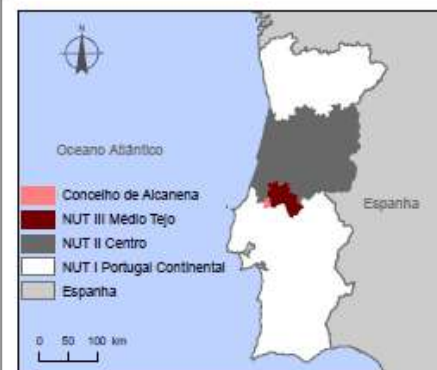 N
Oceano Atlântico
Concelho de Alcanena
NUT III Médio Tejo
NUT II Centro
Espanha
NUT I Portugal Continental
Espanha
0 50 100 km